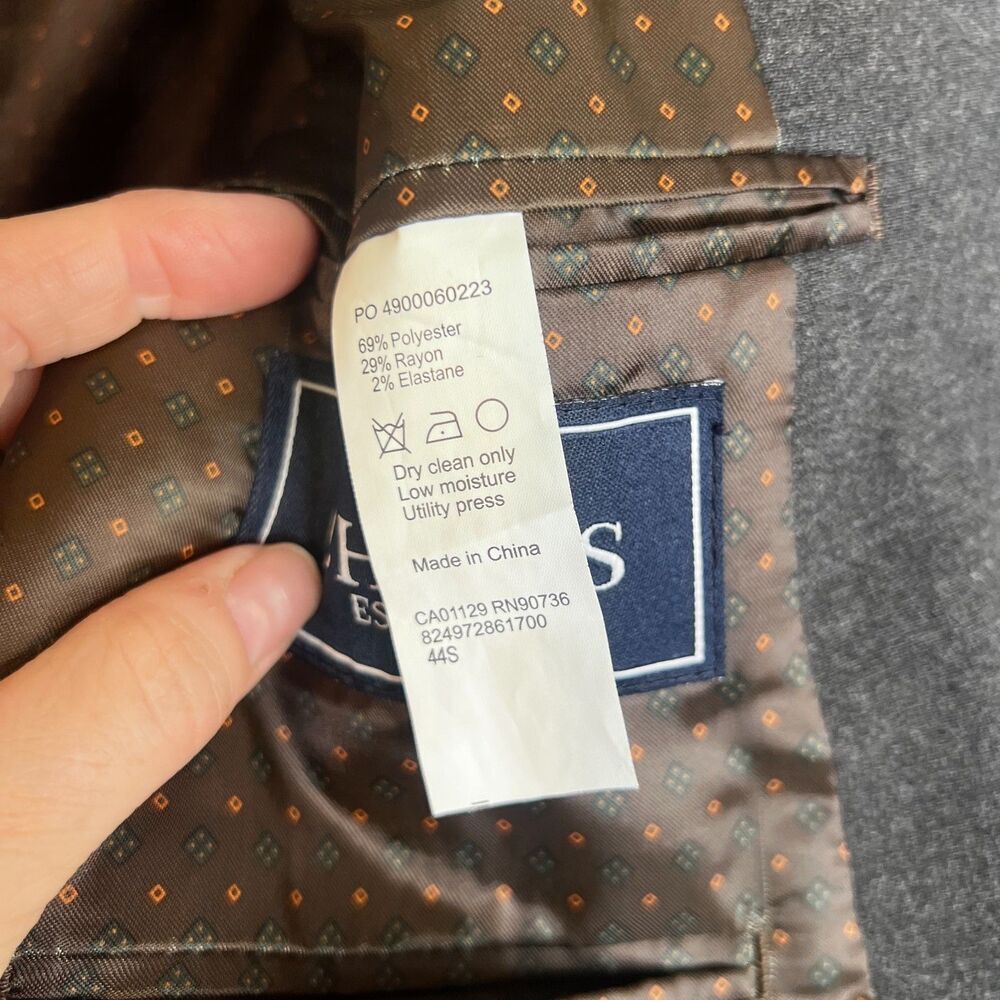 PO 4900060223
69% Polyester
29% Rayon
2% Elastane
Dry clean only
Low moisture
Utility press
Made in China
CA01129 RN90736
824972861700
44S